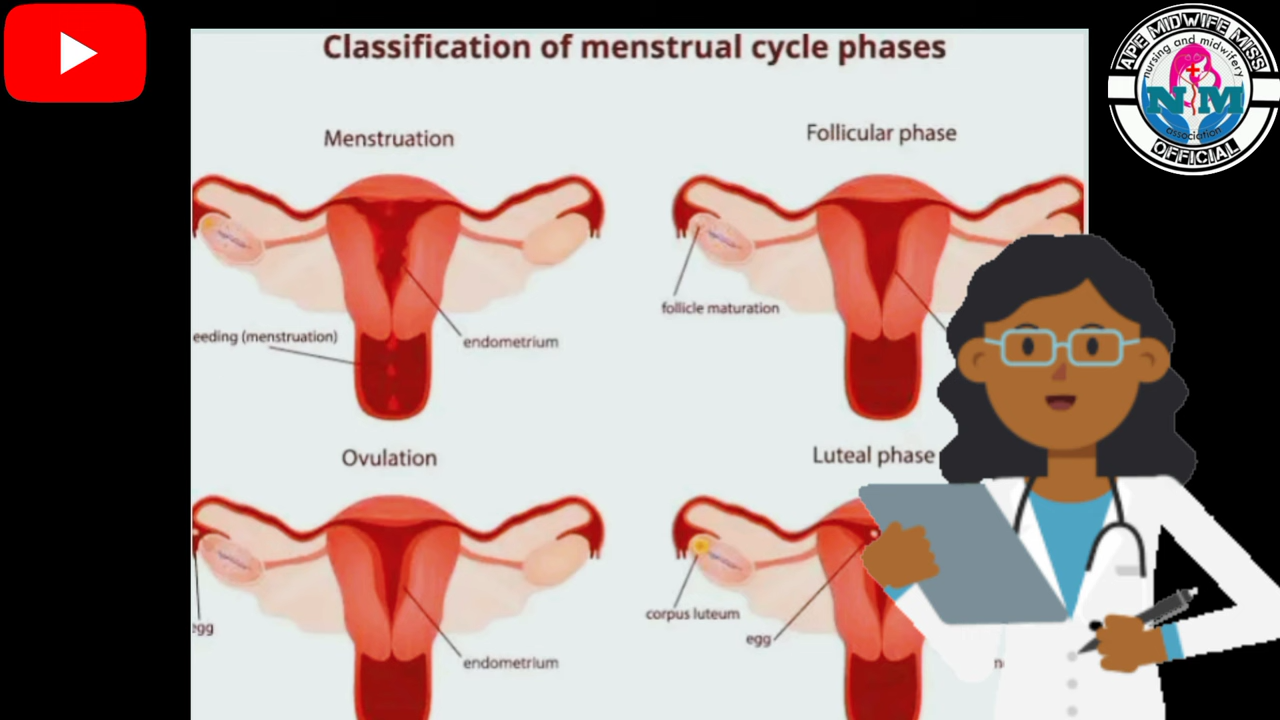 Classification of menstrual cycle phases
Menstruation
Follicular phase
follicle maturation
eeding (menstruation)
endometrium
Ovulation
Luteal phase
egg
endometrium
corpus luteum
egg
APE MIDWIFE MISS
nursing and midwifery
NM
association
OFFICIAL